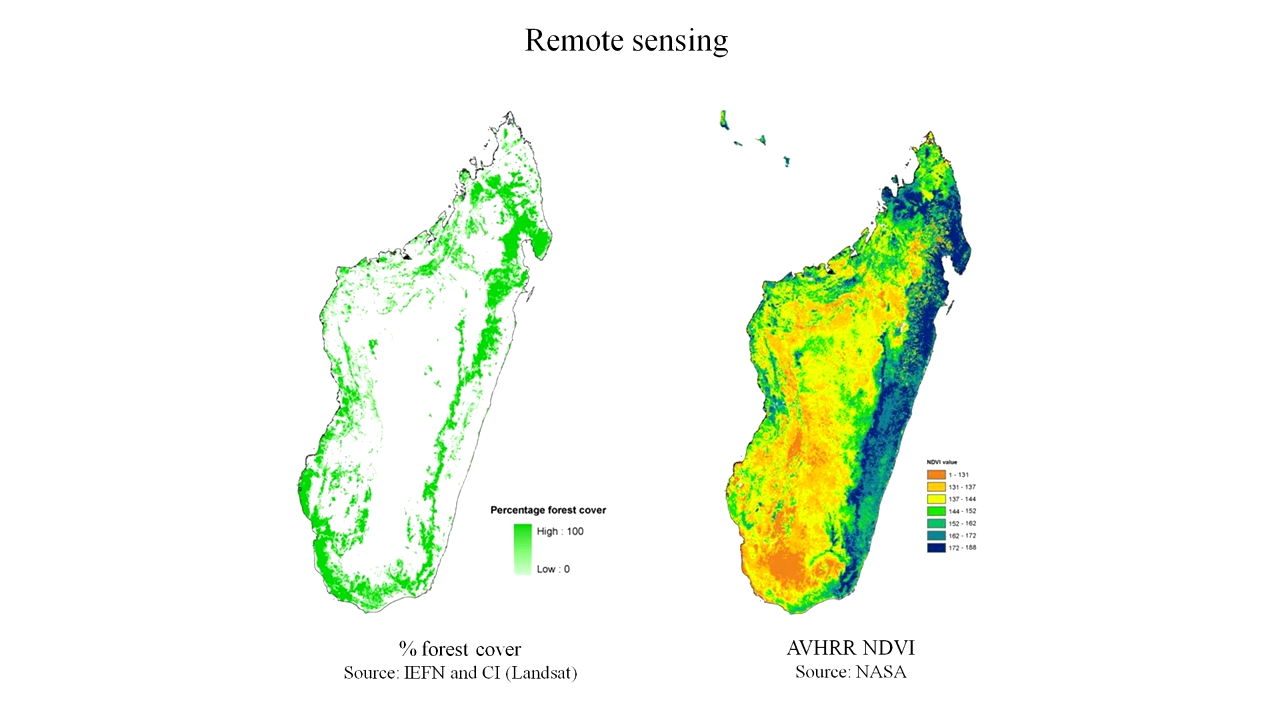 Remote sensing
Percentage forest cover
High : 100
Low : 0
% forest cover
Source: IEFN and CI (Landsat)
NDVI value
1 - 131
131 - 137
137 - 144
144 - 152
152 - 162
162 - 172
172 - 188
AVHRR NDVI
Source: NASA